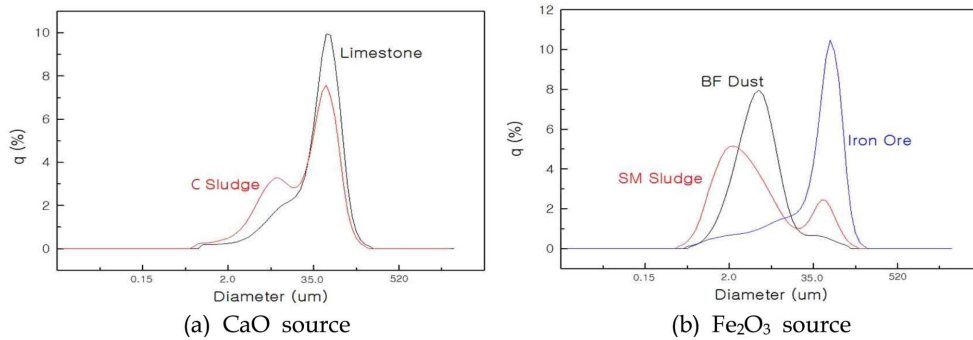 10
8
6
4
2
0
q (%)
Limestone
C Sludge
0.15 2.0 35.0 520
Diameter (um)
(a) CaO source
12
10
8
6
4
2
0
q (%)
BF Dust
Iron Ore
SM Sludge
0.15 2.0 35.0 520
Diameter (um)
(b) Fe₂O₃ source